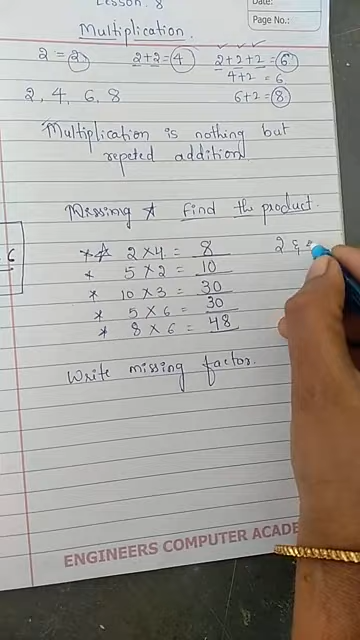 Lesson. 8
Date:
Page No.:
Multiplication.
2 = 2 2+2=4 2+2+2=6
4+2 = 6
2, 4, 6, 8 6+2=8
Multiplication is nothing but
repeted addition
Missing ☆ find the product.
6
*☆ 2×4 = 8 2 &
* 5×2 = 10
* 10×3 = 30
* 5×6 = 30
* 8×6 = 48
Write missing factor.
ENGINEERS COMPUTER ACADE